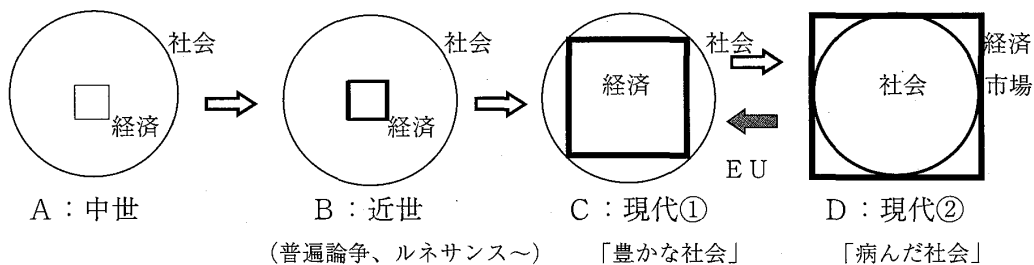 社会
経済
A：中世
社会
経済
B：近世
（普遍論争、ルネサンス～）
社会
経済
C：現代①
「豊かな社会」
ＥＵ
社会
経済
市場
D：現代②
「病んだ社会」